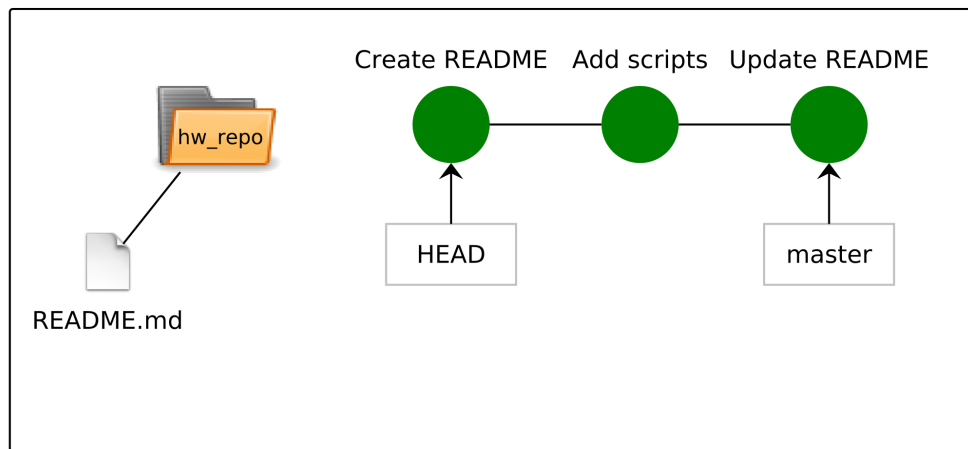 Create README
Add scripts
Update README
hw_repo
HEAD
master
README.md